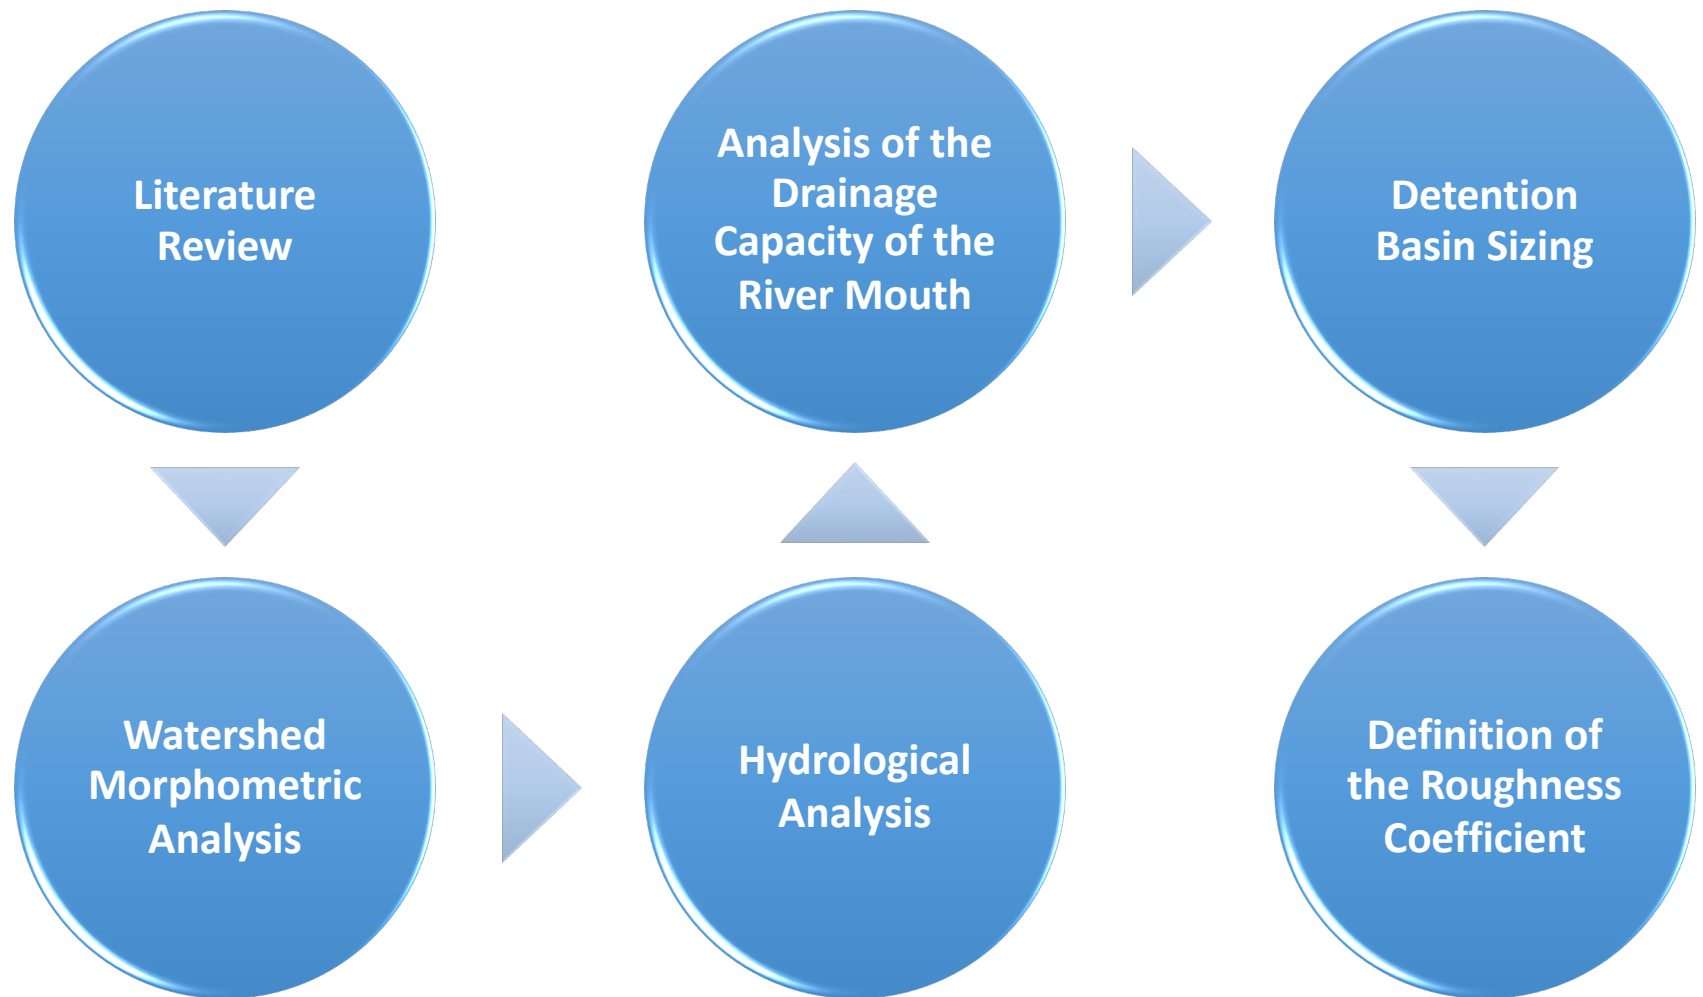 Literature
Review
Watershed
Morphometric
Analysis
Hydrological
Analysis
Analysis of the
Drainage
Capacity of the
River Mouth
Detention
Basin Sizing
Definition of
the Roughness
Coefficient